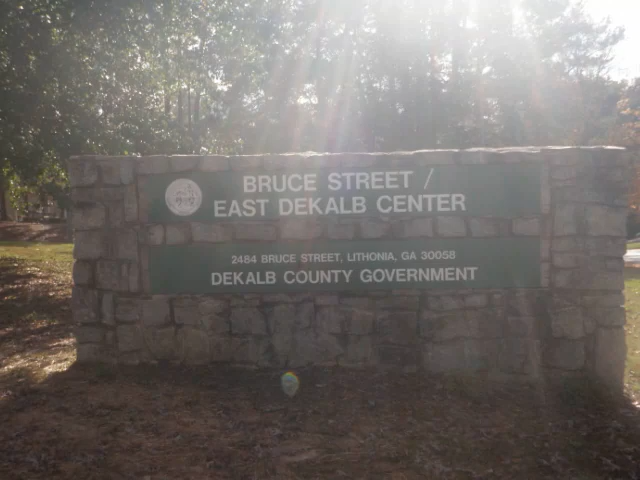 BRUCE STREET /
EAST DEKALB CENTER
2484 BRUCE STREET, LITHONIA, GA 30058
DEKALB COUNTY GOVERNMENT